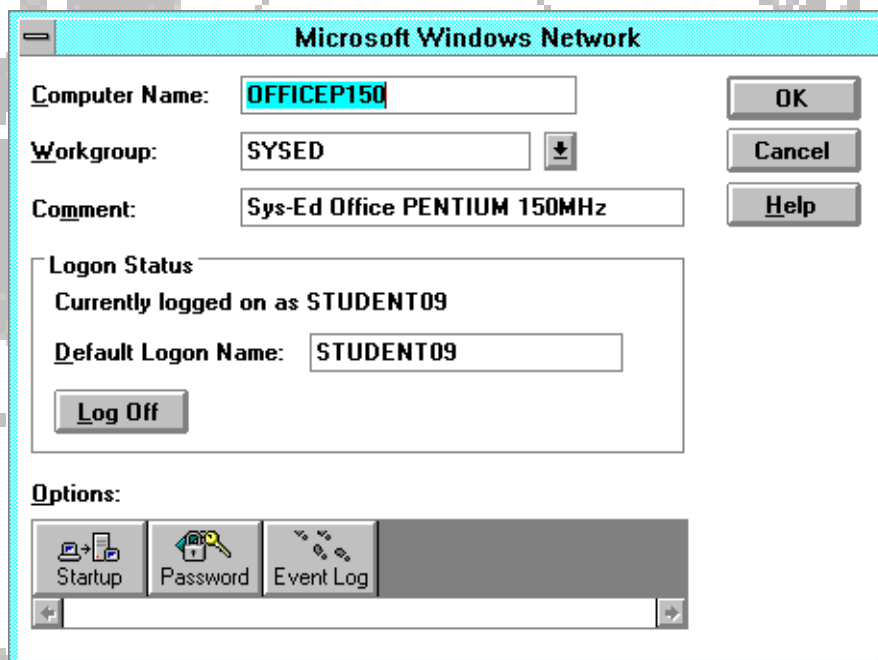 Microsoft Windows Network
Computer Name: OFFICEP150 OK
Workgroup: SYSED Cancel
Comment: Sys-Ed Office PENTIUM 150MHz Help
Logon Status
Currently logged on as STUDENT09
Default Logon Name: STUDENT09
Log Off
Options:
Startup Password Event Log